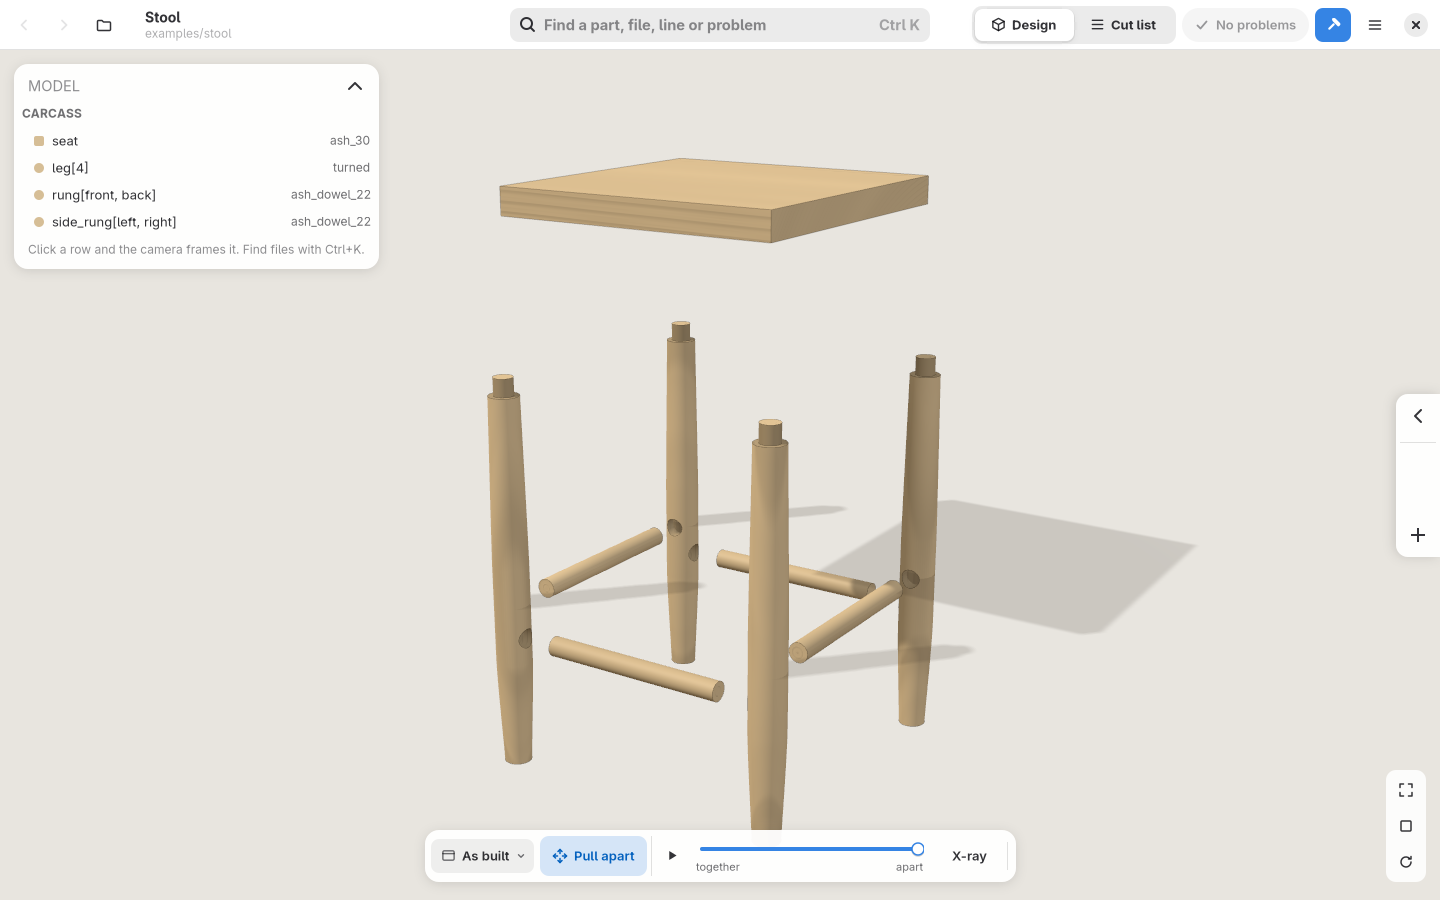 Stool
examples/stool
Find a part, file, line or problem Ctrl K
Design
Cut list
No problems
MODEL
CARCASS
seat ash_30
leg[4] turned
rung[front, back] ash_dowel_22
side_rung[left, right] ash_dowel_22
Click a row and the camera frames it. Find files with Ctrl+K.
As built
Pull apart
together
apart
X-ray